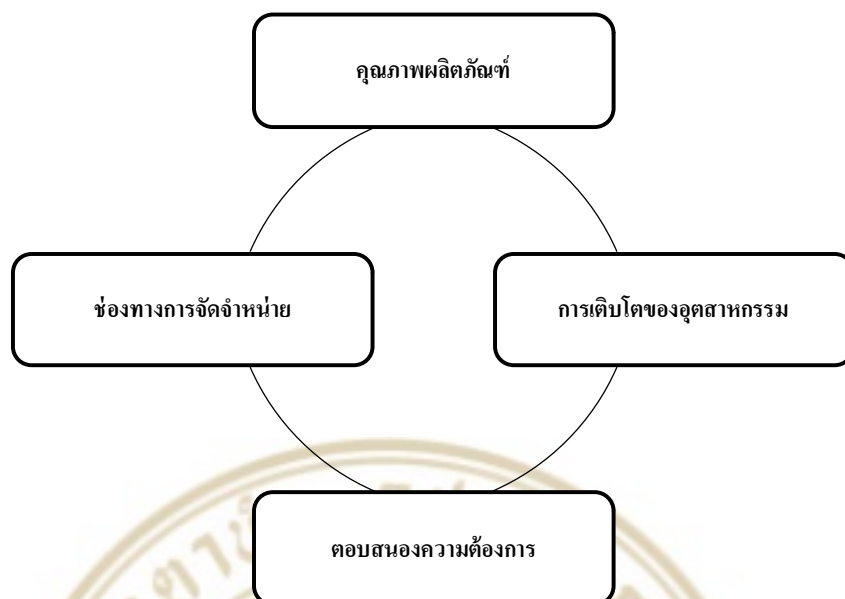 คุณภาพผลิตภัณฑ์
ช่องทางการจัดจำหน่าย
การเติบโตของอุตสาหกรรม
ตอบสนองความต้องการ